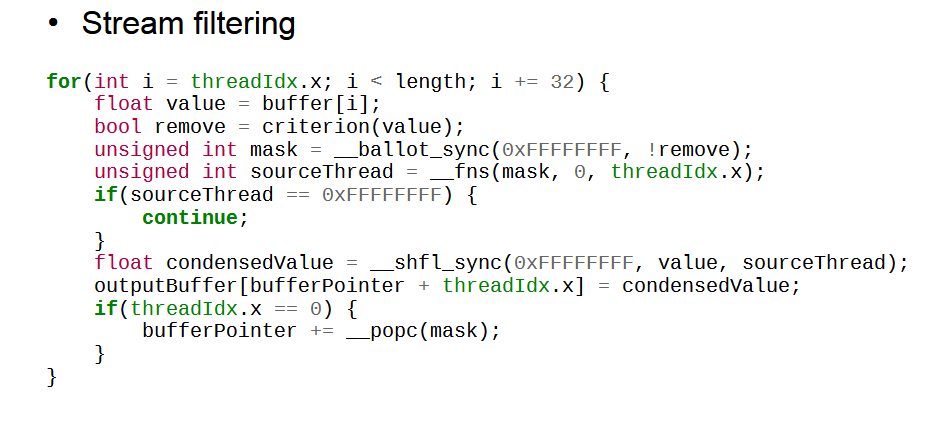 • Stream filtering
for(int i = threadIdx.x; i < length; i += 32) {
    float value = buffer[i];
    bool remove = criterion(value);
    unsigned int mask = __ballot_sync(0xFFFFFFFF, !remove);
    unsigned int sourceThread = __fns(mask, 0, threadIdx.x);
    if(sourceThread == 0xFFFFFFFF) {
        continue;
    }
    float condensedValue = __shfl_sync(0xFFFFFFFF, value, sourceThread);
    outputBuffer[bufferPointer + threadIdx.x] = condensedValue;
    if(threadIdx.x == 0) {
        bufferPointer += __popc(mask);
    }
}